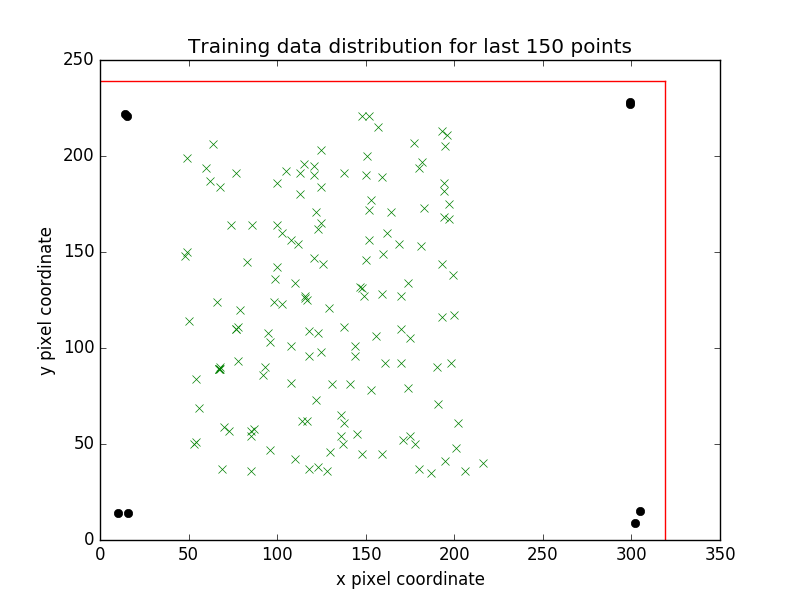 Training data distribution for last 150 points
250
200
150
100
50
0
y pixel coordinate
0 50 100 150 200 250 300 350
x pixel coordinate